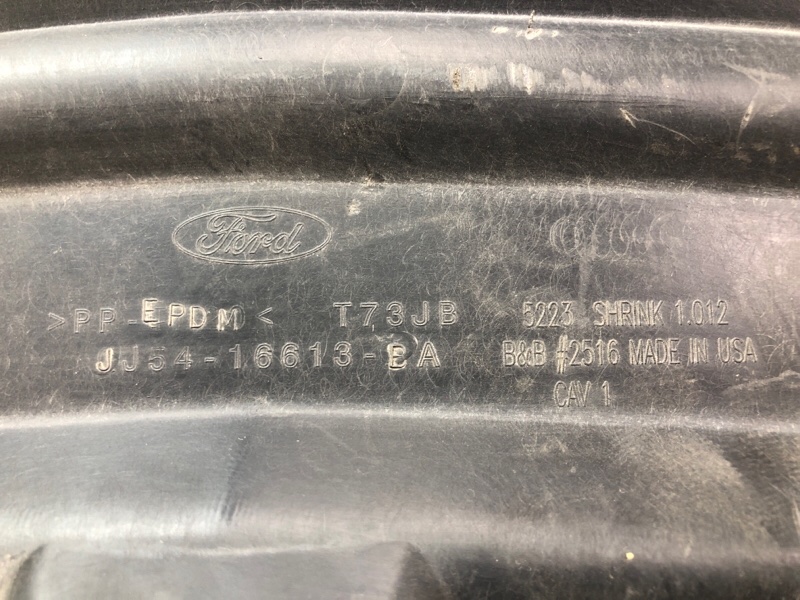 Ford
>PP-EPDM< T73JB
JJ54-16613-BA
5223 SHRINK 1.012
B&B #2516 MADE IN USA
CAV 1